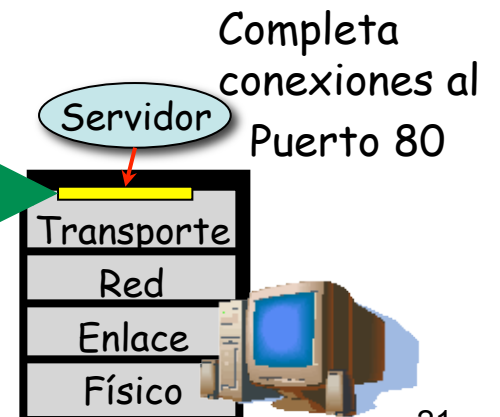 Completa
conexiones al
Puerto 80
Servidor
Transporte
Red
Enlace
Físico